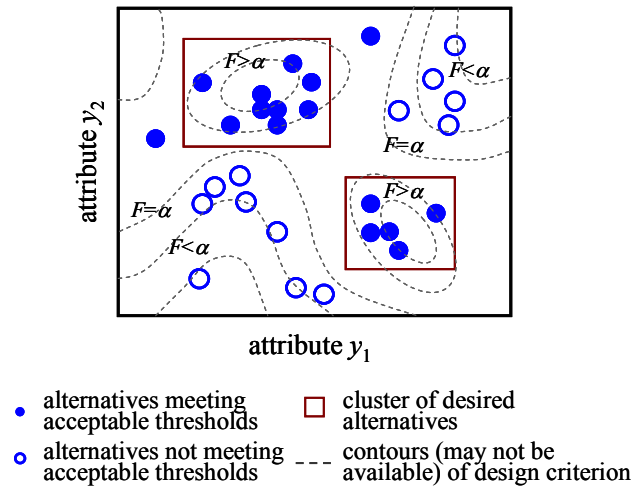 F>α
F<α
attribute y2
F=α
F>α
F=α
F<α
attribute y1
alternatives meeting
acceptable thresholds
cluster of desired
alternatives
alternatives not meeting
acceptable thresholds
contours (may not be
available) of design criterion